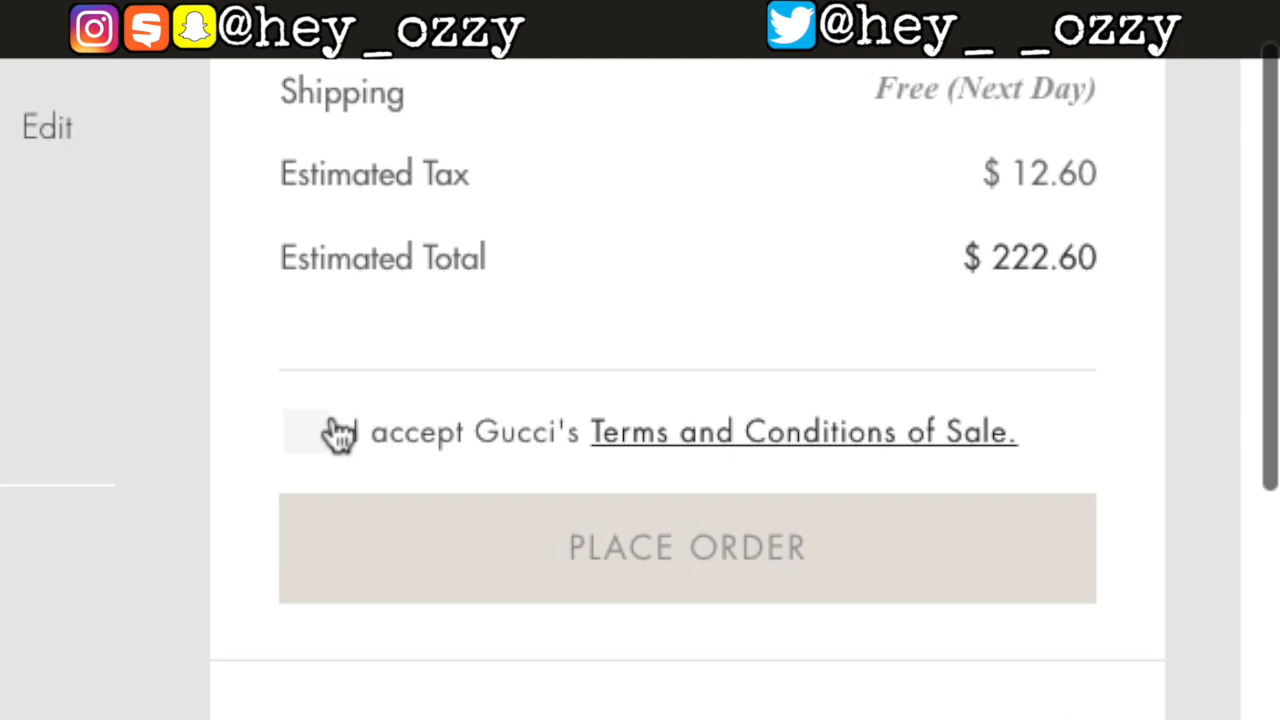 @hey_ozzy
@hey_ _ozzy
Shipping Free (Next Day)
Edit
Estimated Tax $ 12.60
Estimated Total $ 222.60
I accept Gucci's Terms and Conditions of Sale.
PLACE ORDER